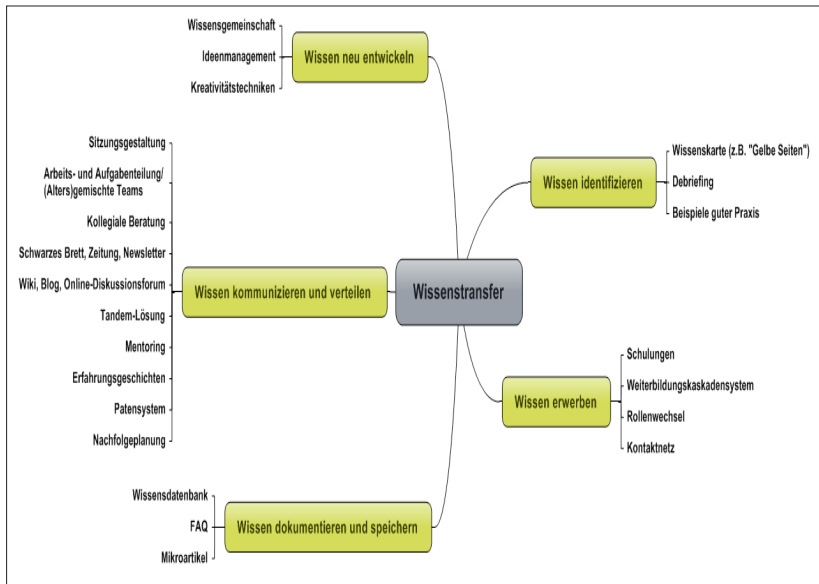 Wissensgemeinschaft
Ideenmanagement
Kreativitätstechniken
Wissen neu entwickeln
Sitzungsgestaltung
Arbeits- und Aufgabenteilung/
(Alters)gemischte Teams
Kollegiale Beratung
Schwarzes Brett, Zeitung, Newsletter
Wiki, Blog, Online-Diskussionsforum
Tandem-Lösung
Mentoring
Erfahrungsgeschichten
Patensystem
Nachfolgeplanung
Wissen kommunizieren und verteilen
Wissensdatenbank
FAQ
Mikroartikel
Wissen dokumentieren und speichern
Wissenstransfer
Wissen identifizieren
Wissenskarte (z.B. "Gelbe Seiten")
Debriefing
Beispiele guter Praxis
Wissen erwerben
Schulungen
Weiterbildungskaskadensystem
Rollenwechsel
Kontaktnetz